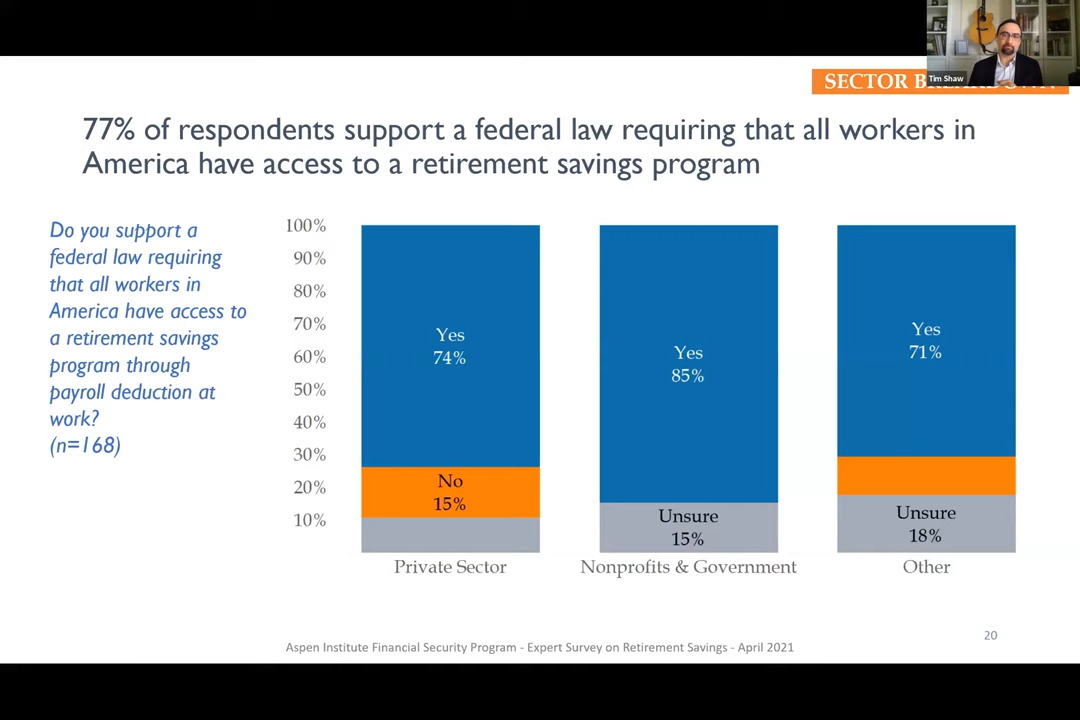 Tim Shaw
SECTOR
77% of respondents support a federal law requiring that all workers in
America have access to a retirement savings program
Do you support a
federal law requiring
that all workers in
America have access to
a retirement savings
program through
payroll deduction at
work?
(n=168)
100%
90%
80%
70%
60%
50%
40%
30%
20%
10%
Yes
74%
No
15%
Private Sector
Yes
85%
Unsure
15%
Nonprofits & Government
Yes
71%
Unsure
18%
Other
20
Aspen Institute Financial Security Program - Expert Survey on Retirement Savings - April 2021